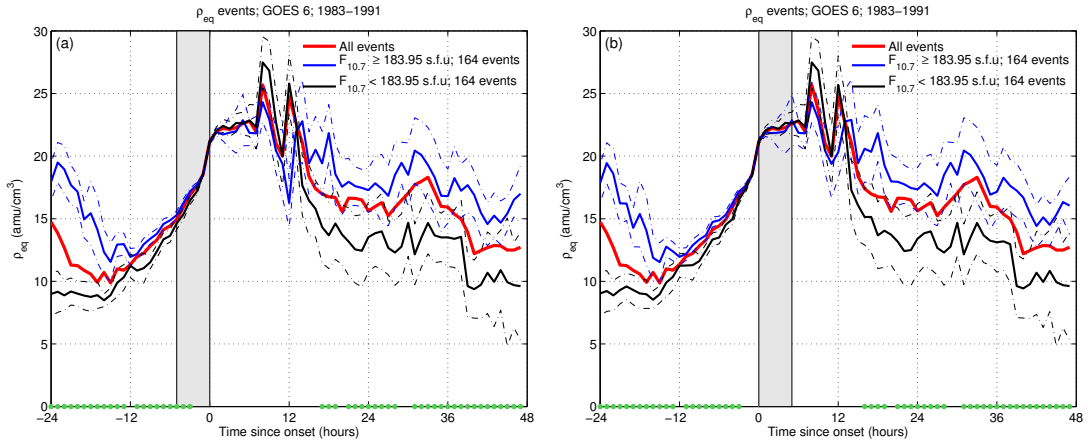 ρeq events; GOES 6; 1983−1991
(a)
All events
F10.7 ≥ 183.95 s.f.u; 164 events
F10.7 < 183.95 s.f.u; 164 events
30
25
20
15
10
5
0
ρeq (amu/cm3)
−24 −12 0 12 24 36 48
Time since onset (hours)
ρeq events; GOES 6; 1983−1991
(b)
All events
F10.7 ≥ 183.95 s.f.u; 164 events
F10.7 < 183.95 s.f.u; 164 events
30
25
20
15
10
5
0
ρeq (amu/cm3)
−24 −12 0 12 24 36 48
Time since onset (hours)